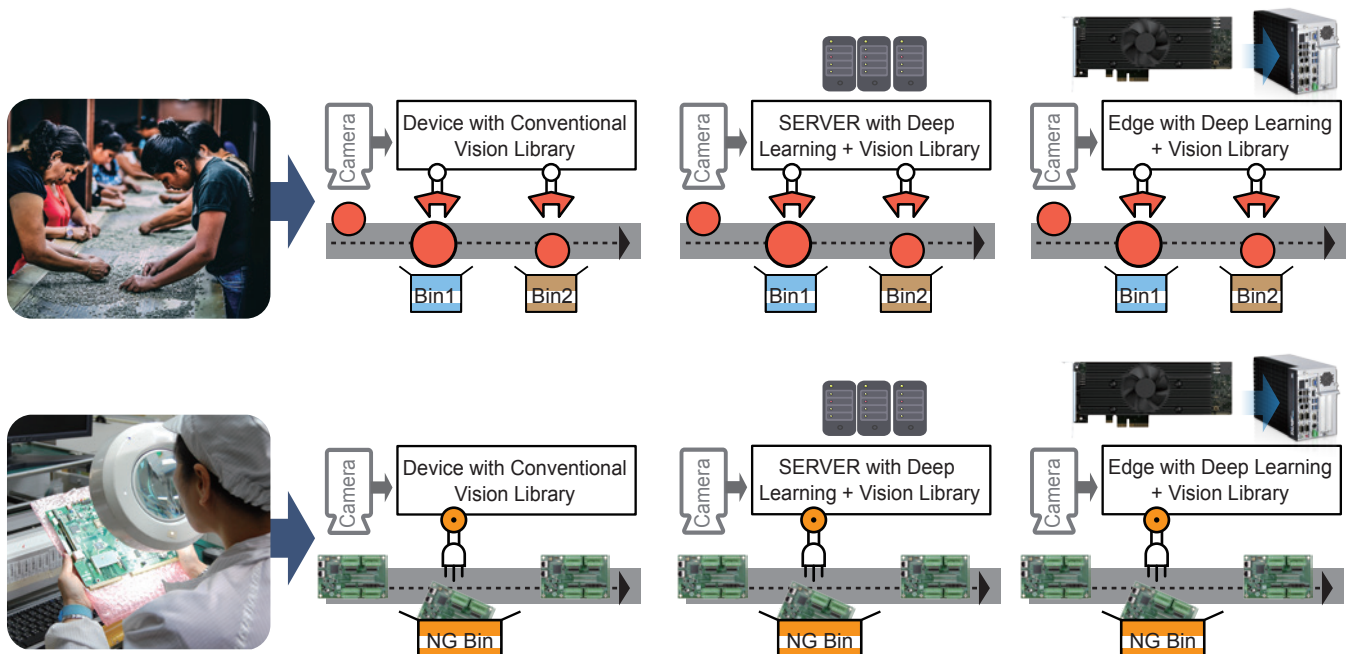 Camera
Device with Conventional
Vision Library
Bin1
Bin2
Camera
SERVER with Deep
Learning + Vision Library
Bin1
Bin2
Camera
Edge with Deep Learning
+ Vision Library
Bin1
Bin2
Camera
Device with Conventional
Vision Library
NG Bin
Camera
SERVER with Deep
Learning + Vision Library
NG Bin
Camera
Edge with Deep Learning
+ Vision Library
NG Bin